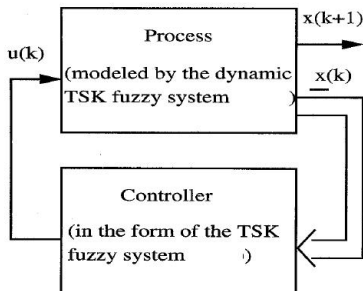 x(k+1)
u(k)
Process
(modeled by the dynamic
TSK fuzzy system )
x(k)
Controller
(in the form of the TSK
fuzzy system )